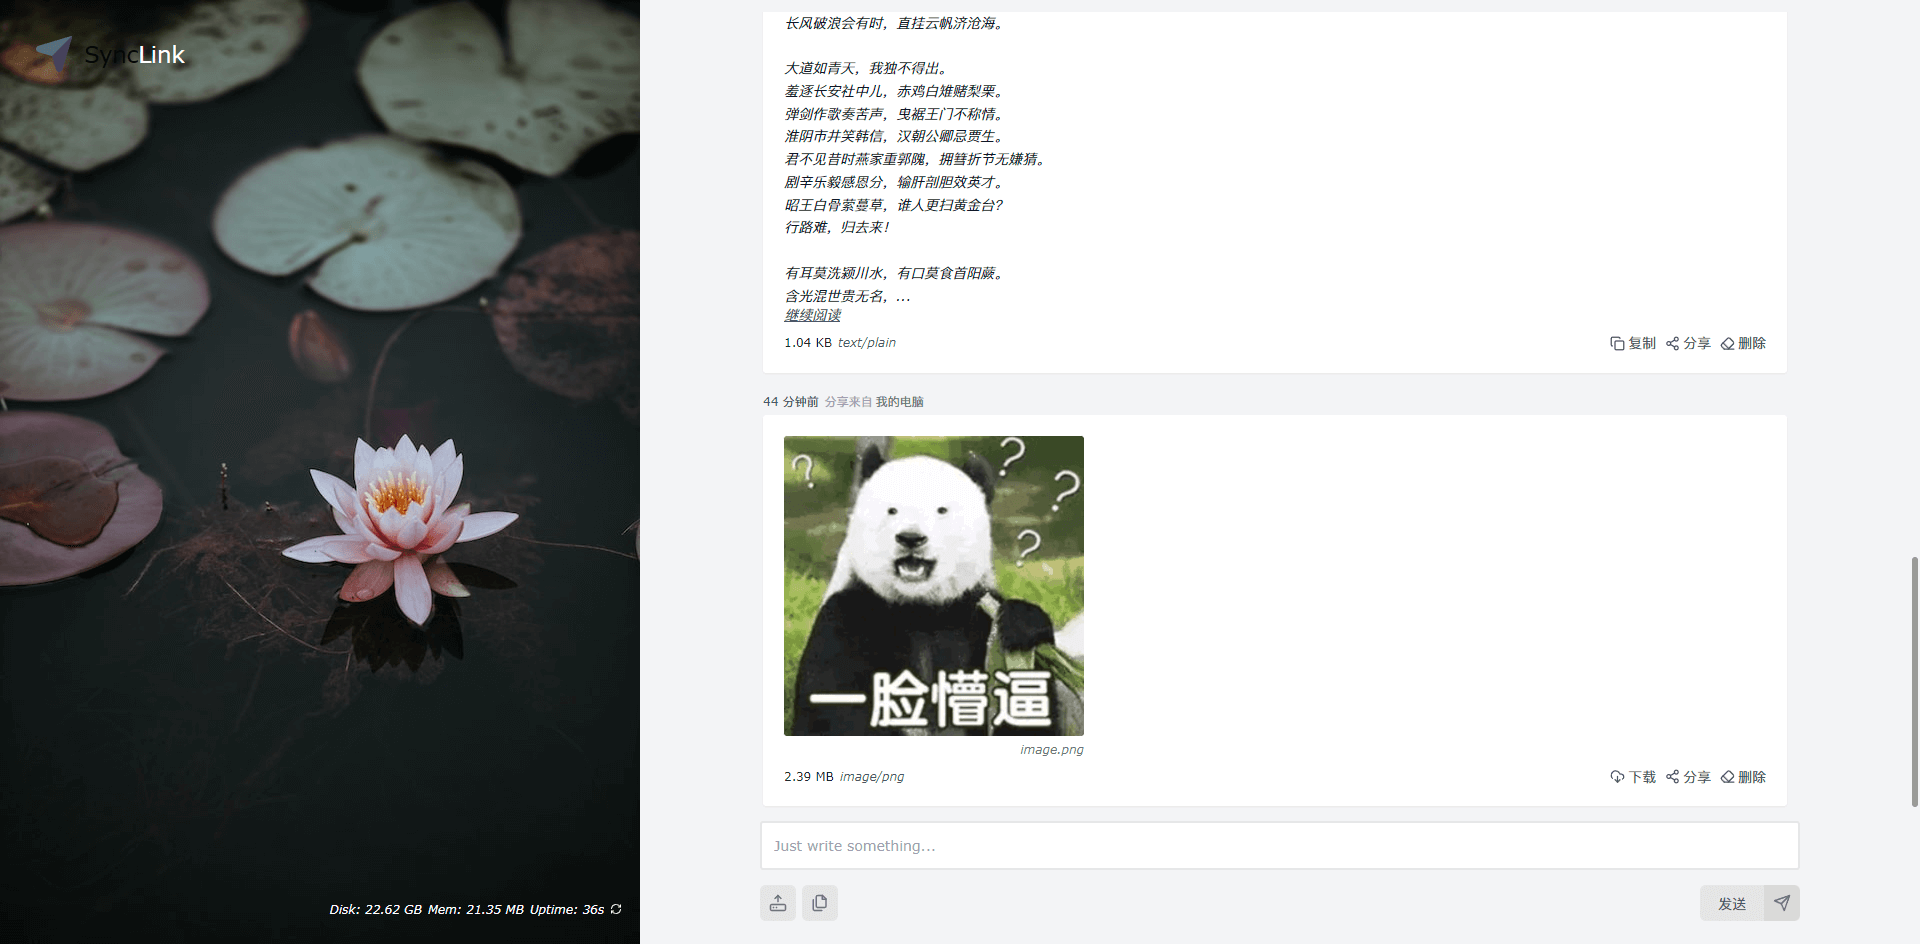 SyncLink
长风破浪会有时，直挂云帆济沧海。
大道如青天，我独不得出。
羞逐长安社中儿，赤鸡白雉赌梨栗。
弹剑作歌奏苦声，曳裾王门不称情。
淮阴市井笑韩信，汉朝公卿忌贾生。
君不见昔时燕家重郭隗，拥篲折节无嫌猜。
剧辛乐毅感恩分，输肝剖胆效英才。
昭王白骨萦蔓草，谁人更扫黄金台？
行路难，归去来！
有耳莫洗颍川水，有口莫食首阳蕨。
含光混世贵无名，...
继续阅读
1.04 KB text/plain
复制 分享 删除
44 分钟前 分享来自 我的电脑
? ? ? ?
一脸懵逼
image.png
2.39 MB image/png
下载 分享 删除
Just write something...
发送
Disk: 22.62 GB Mem: 21.35 MB Uptime: 36s